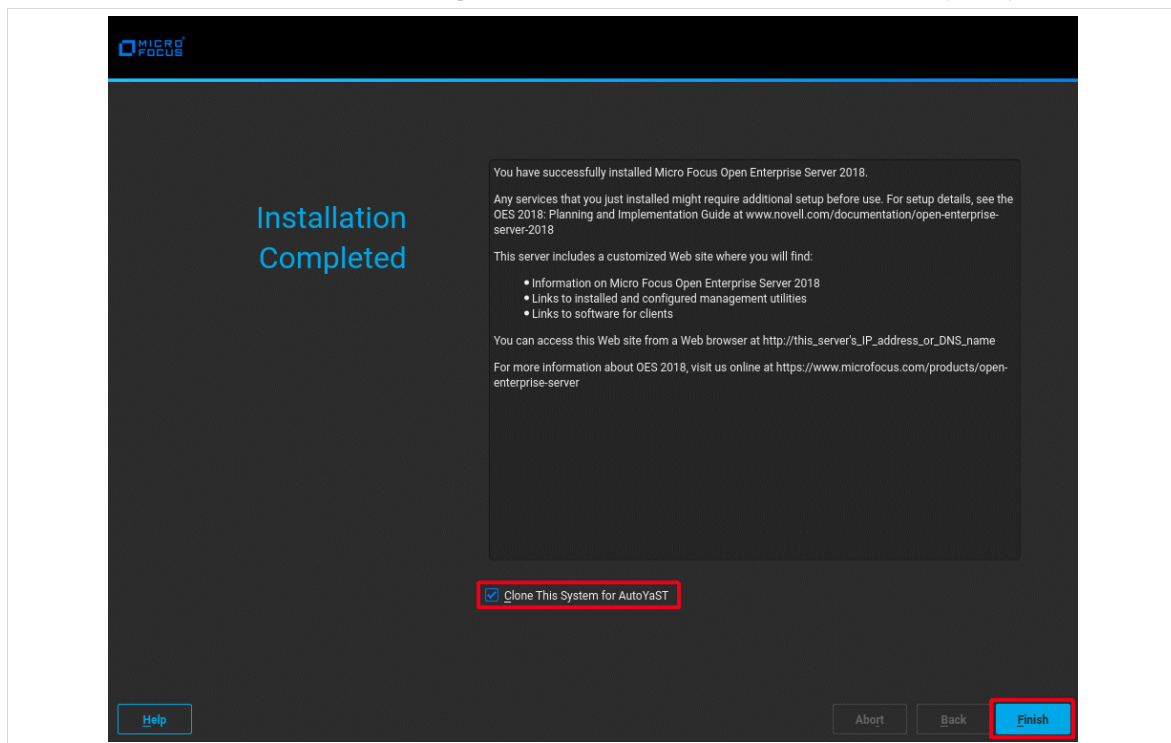 MICRO
FOCUS
Installation
Completed
You have successfully installed Micro Focus Open Enterprise Server 2018.
Any services that you just installed might require additional setup before use. For setup details, see the
OES 2018: Planning and Implementation Guide at www.novell.com/documentation/open-enterprise-
server-2018
This server includes a customized Web site where you will find:
• Information on Micro Focus Open Enterprise Server 2018
• Links to installed and configured management utilities
• Links to software for clients
You can access this Web site from a Web browser at http://this_server's_IP_address_or_DNS_name
For more information about OES 2018, visit us online at https://www.microfocus.com/products/open-
enterprise-server
Clone This System for AutoYaST
Help
Abort
Back
Finish